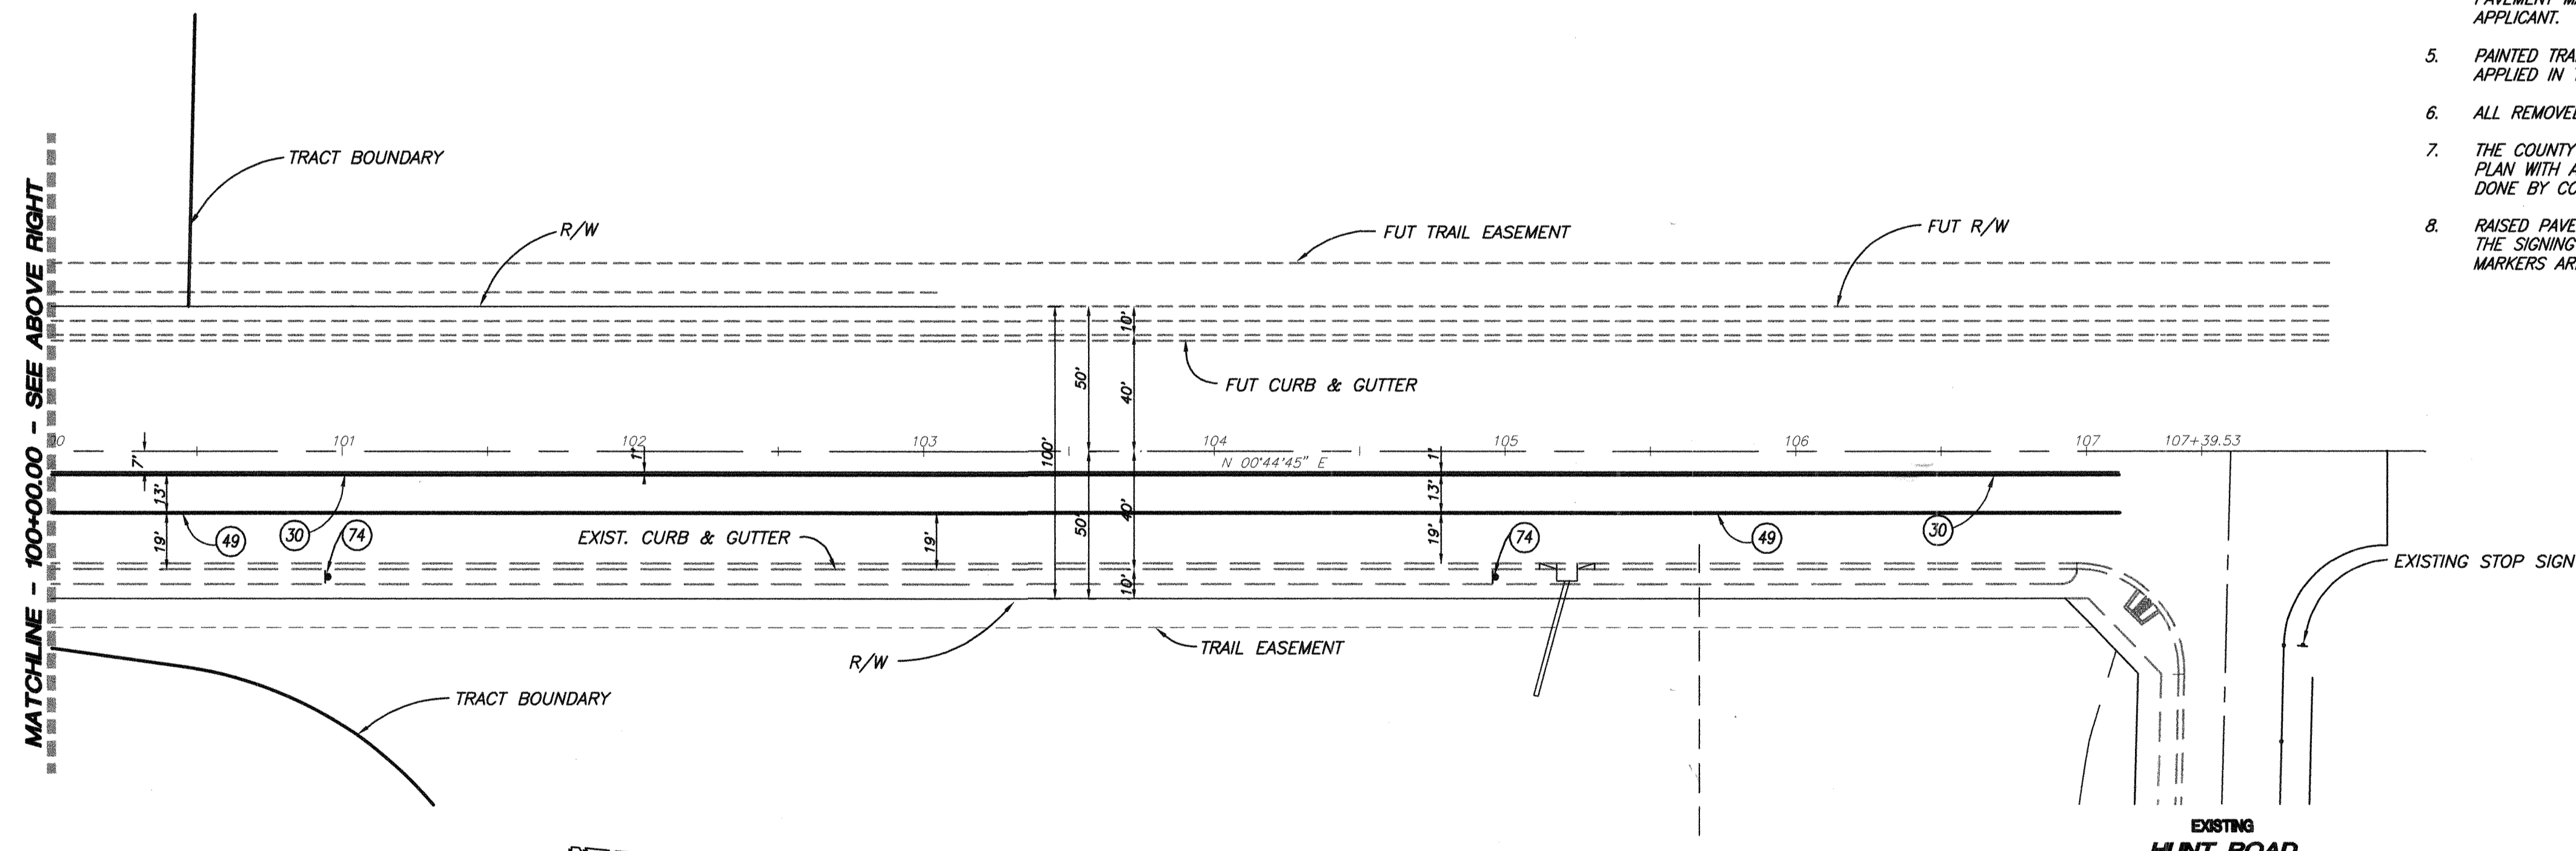 APPLICANT.
5. PAINTED TRA
APPLIED IN
6. ALL REMOVE
7. THE COUNTY
PLAN WITH A
DONE BY CO
8. RAISED PAVE
THE SIGNING
MARKERS AR
MATCHLINE - 100+00.00 - SEE ABOVE RIGHT
TRACT BOUNDARY
R/W
FUT TRAIL EASEMENT
FUT R/W
10'
50'
40'
FUT CURB & GUTTER
101
102
103
104
105
106
107
107+39.53
7'
1'
100'
N 00°44'45" E
1'
13'
13'
49
30
74
19'
EXIST. CURB & GUTTER
19'
50'
40'
19'
74
49
30
10'
EXISTING STOP SIGN
R/W
TRAIL EASEMENT
TRACT BOUNDARY
EXISTING
HUNT ROAD